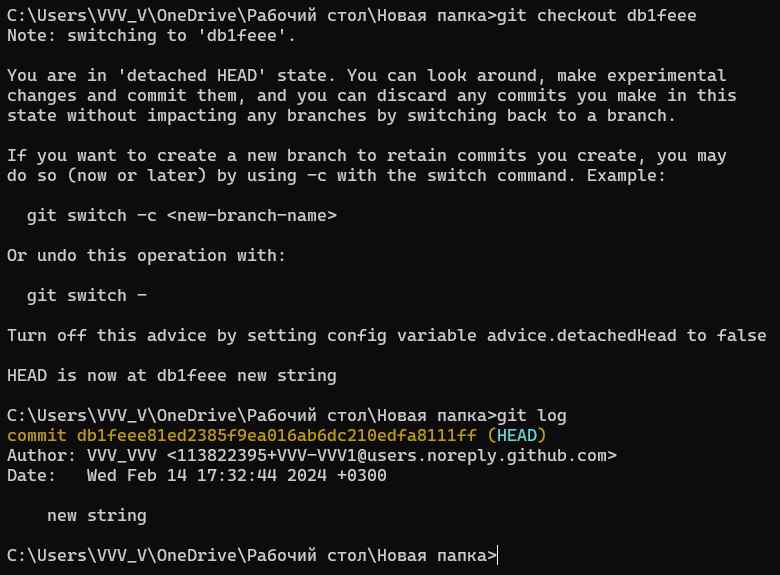 C:\Users\VVV_V\OneDrive\Рабочий стол\Новая папка>git checkout db1feee
Note: switching to 'db1feee'.
You are in 'detached HEAD' state. You can look around, make experimental
changes and commit them, and you can discard any commits you make in this
state without impacting any branches by switching back to a branch.
If you want to create a new branch to retain commits you create, you may
do so (now or later) by using -c with the switch command. Example:
git switch -c <new-branch-name>
Or undo this operation with:
git switch -
Turn off this advice by setting config variable advice.detachedHead to false
HEAD is now at db1feee new string
C:\Users\VVV_V\OneDrive\Рабочий стол\Новая папка>git log
commit db1feee81ed2385f9ea016ab6dc210edfa8111ff (HEAD)
Author: VVV_VVV <113822395+VVV-VVV1@users.noreply.github.com>
Date:   Wed Feb 14 17:32:44 2024 +0300
new string
C:\Users\VVV_V\OneDrive\Рабочий стол\Новая папка>